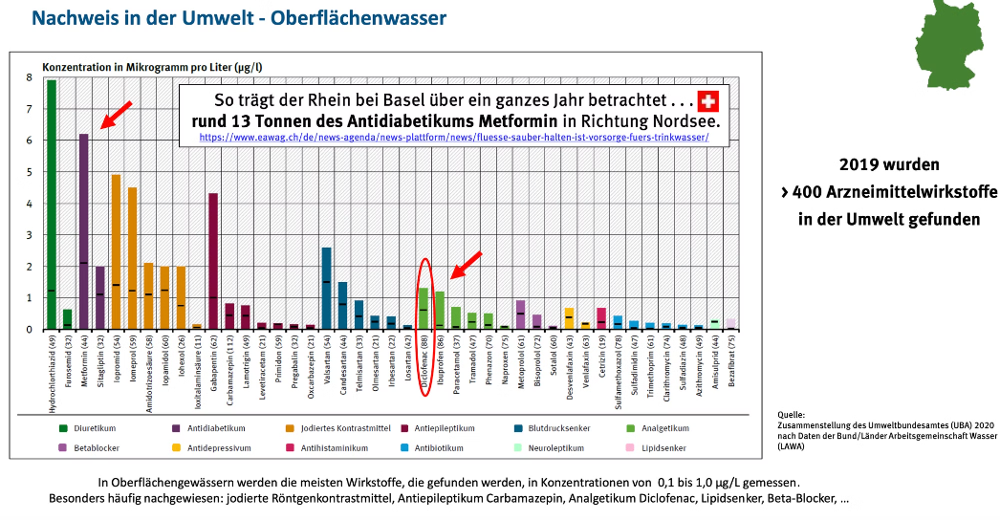 Nachweis in der Umwelt - Oberflächenwasser
Konzentration in Mikrogramm pro Liter (µg/l)
8
7
6
5
4
3
2
1
0
So trägt der Rhein bei Basel über ein ganzes Jahr betrachtet . . .
rund 13 Tonnen des Antidiabetikums Metformin in Richtung Nordsee.
https://www.eawag.ch/de/news-agenda/news-plattform/news/fluesse-sauber-halten-ist-vorsorge-fuers-trinkwasser/
Hydrochlorthiazid (49)
Furosemid (32)
Metformin (44)
Sitagliptin (32)
Iopromid (54)
Iomeprol (59)
Amidotrizoesäure (58)
Iopamidol (60)
Iohexol (26)
Ioxitalaminsäure (11)
Gabapentin (62)
Carbamazepin (112)
Lamotrigin (49)
Levetiracetam (21)
Primidon (59)
Pregabalin (32)
Oxcarbazepin (21)
Valsartan (54)
Candesartan (44)
Telmisartan (33)
Olmesartan (21)
Irbesartan (22)
Losartan (42)
Diclofenac (88)
Ibuprofen (86)
Paracetamol (37)
Tramadol (47)
Phenazon (70)
Naproxen (75)
Metoprolol (61)
Bisoprolol (72)
Sotalol (60)
Desvenlafaxin (43)
Venlafaxin (63)
Cetirizin (19)
Sulfamethoxazol (78)
Sulfadimidin (47)
Trimethoprim (61)
Clarithromycin (74)
Sulfadiazin (48)
Azithromycin (49)
Amisulprid (44)
Bezafibrat (75)
Diuretikum
Antidiabetikum
Jodiertes Kontrastmittel
Antiepileptikum
Blutdrucksenker
Analgetikum
Betablocker
Antidepressivum
Antihistaminikum
Antibiotikum
Neuroleptikum
Lipidsenker
2019 wurden
> 400 Arzneimittelwirkstoffe
in der Umwelt gefunden
Quelle:
Zusammenstellung des Umweltbundesamtes (UBA) 2020
nach Daten der Bund/Länder Arbeitsgemeinschaft Wasser
(LAWA)
In Oberflächengewässern werden die meisten Wirkstoffe, die gefunden werden, in Konzentrationen von 0,1 bis 1,0 µg/L gemessen.
Besonders häufig nachgewiesen: jodierte Röntgenkontrastmittel, Antiepileptikum Carbamazepin, Analgetikum Diclofenac, Lipidsenker, Beta-Blocker, ...